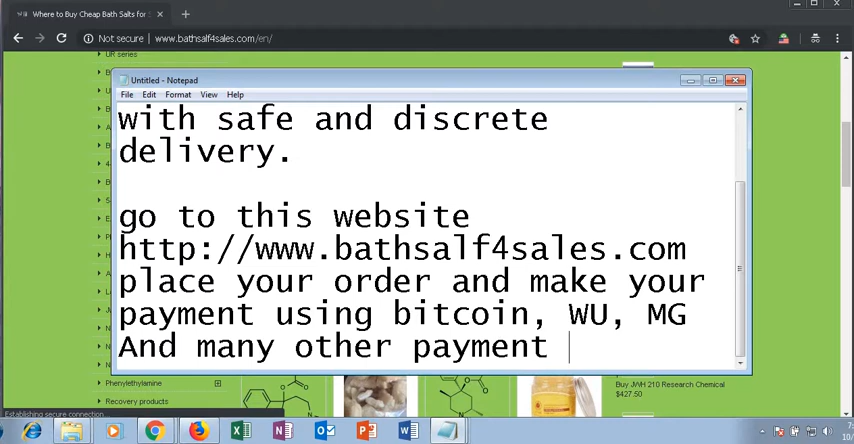 Where to Buy Cheap Bath Salts for
Not secure | www.bathsalf4sales.com/en/
UR series
Untitled - Notepad
File Edit Format View Help
with safe and discrete
delivery.
go to this website
http://www.bathsalf4sales.com
place your order and make your
payment using bitcoin, WU, MG
And many other payment
Phenylethylamine
Recovery products
Buy JWH 210 Research Chemical
$427.50
Establishing secure connection...